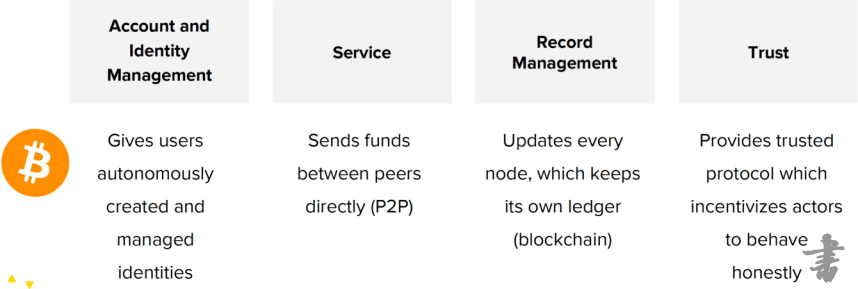 Account and
Identity
Management
Service
Record
Management
Trust
Gives users
autonomously
created and
managed
identities
Sends funds
between peers
directly (P2P)
Updates every
node, which keeps
its own ledger
(blockchain)
Provides trusted
protocol which
incentivizes actors
to behave
honestly
書